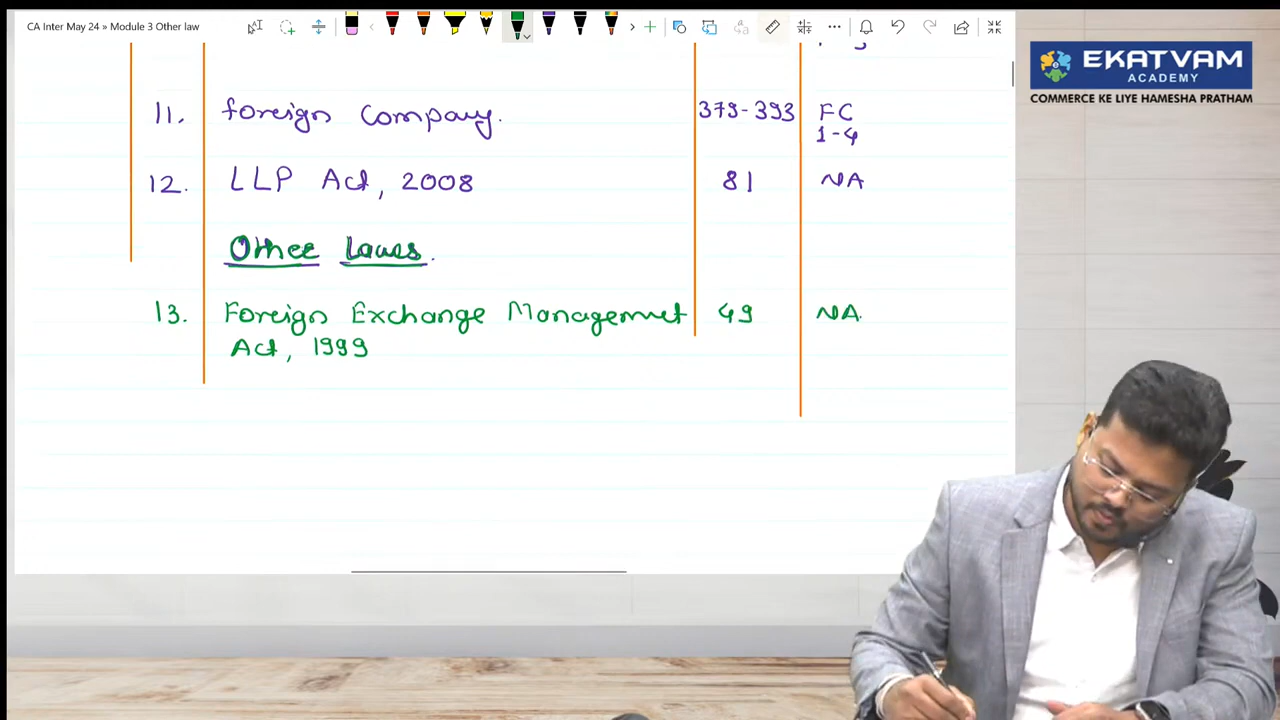 CA Inter May 24 » Module 3 Other law
EKATVAM
ACADEMY
COMMERCE KE LIYE HAMESHA PRATHAM
11. foreign Company. 379-393 FC
1-4
12. LLP Act, 2008 81 NA
Other Laws.
13. Foreign Exchange Management 49 NA.
Act, 1999